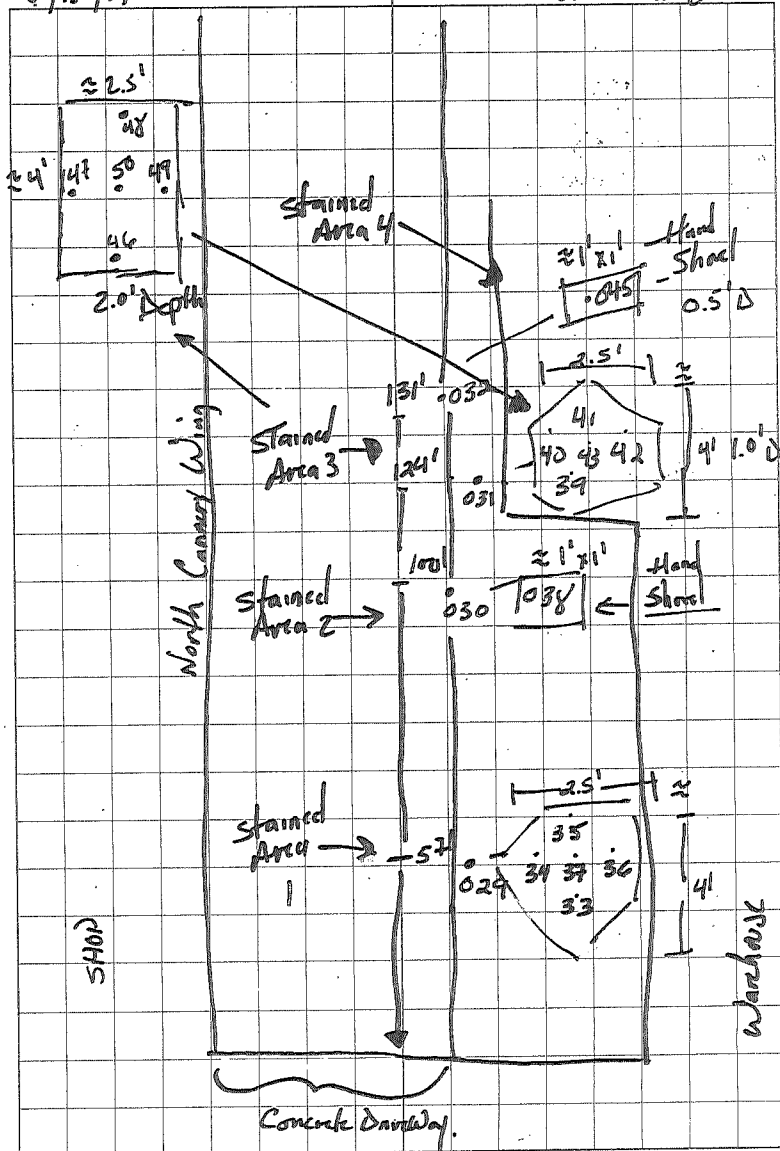 ≈ 2.5'
48
≈ 4'
47 50 49
46
2.0' Depth
Stained
Area 4
≈ 1' x 1'
Hand
Shovel
.045
0.5' D
131'
.032
2.5'
≈
41
40 43 42
39
4' 1.0' D
Stained
Area 3
124'
031
North Cannery Wing
100'
≈ 1' x 1'
Hand
Shovel
Stained
Area 2
030
038
2.5'
≈
35
Stained
Area
1
57'
029
34 37 36
33
4'
SHOP
Warehouse
Concrete Driveway.